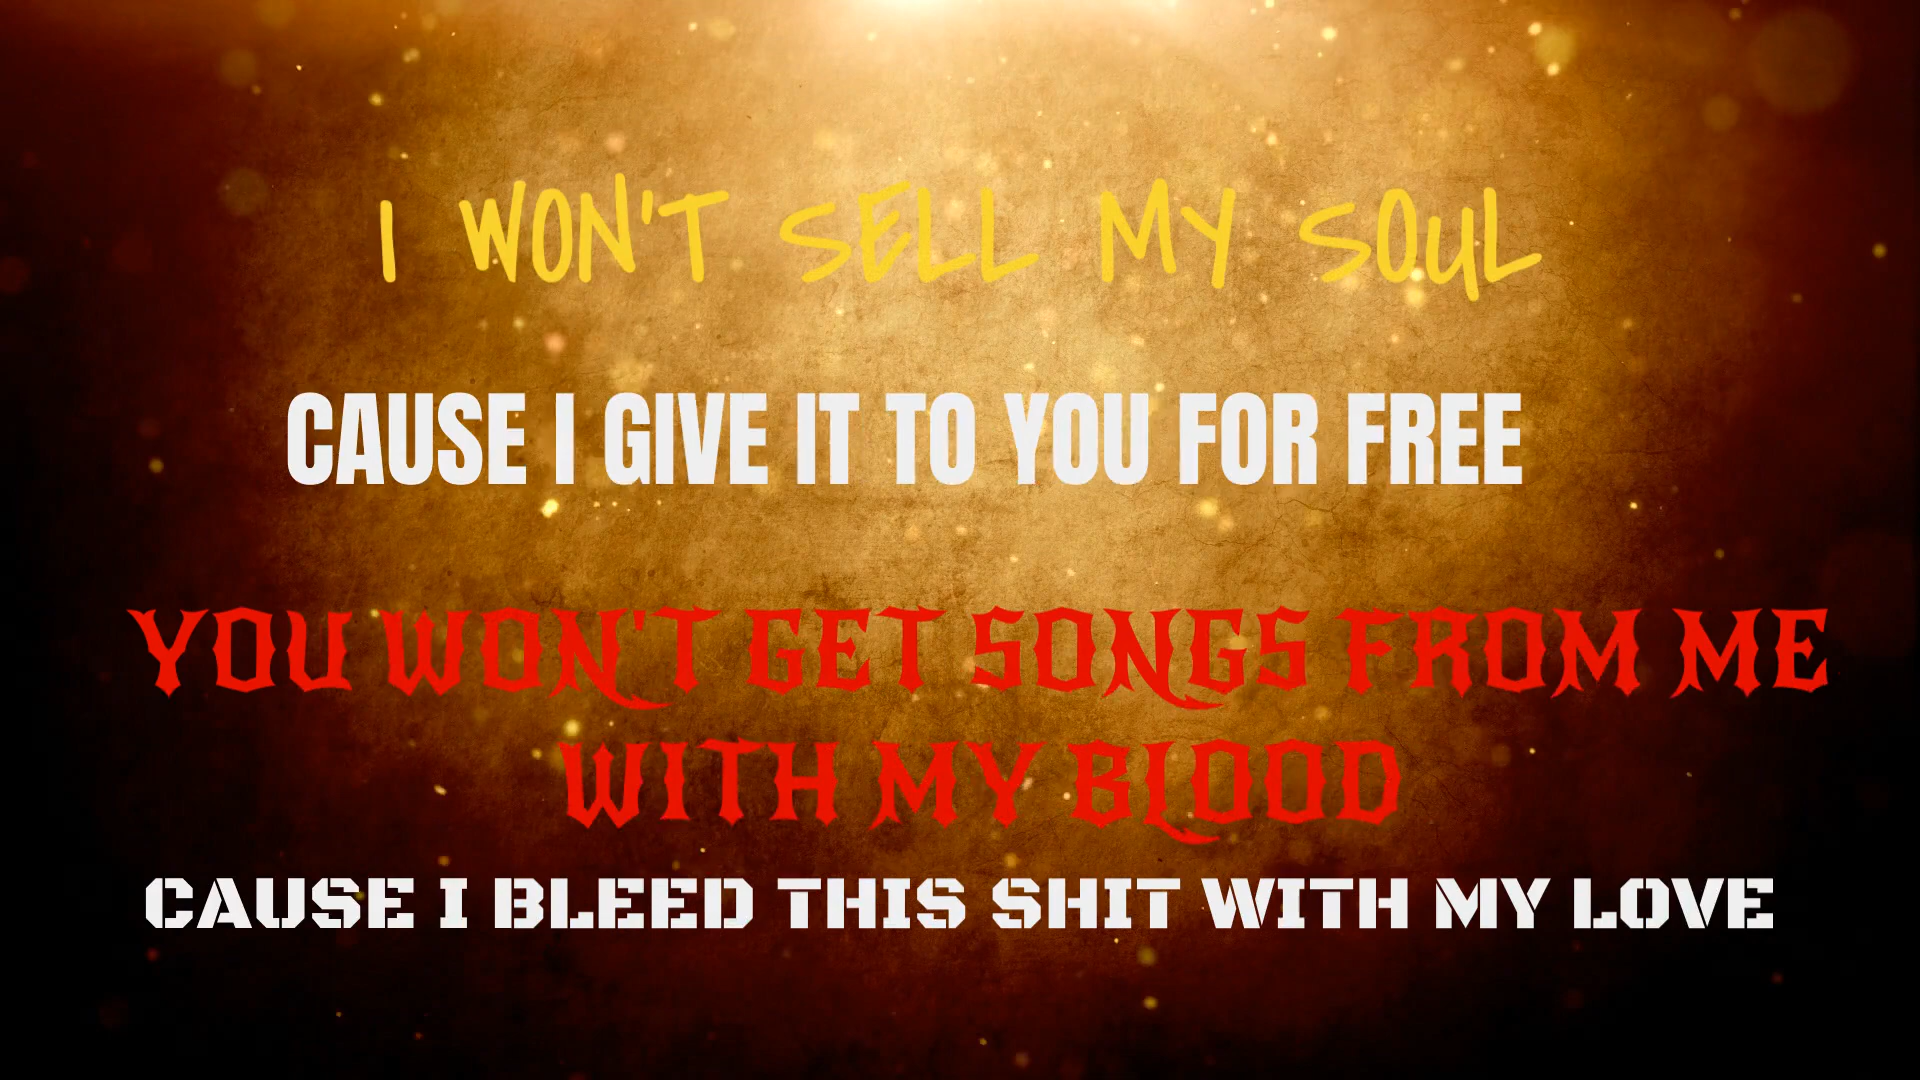 I WON'T SELL MY SOUL
CAUSE I GIVE IT TO YOU FOR FREE
YOU WON'T GET SONGS FROM ME
WITH MY BLOOD
CAUSE I BLEED THIS SHIT WITH MY LOVE